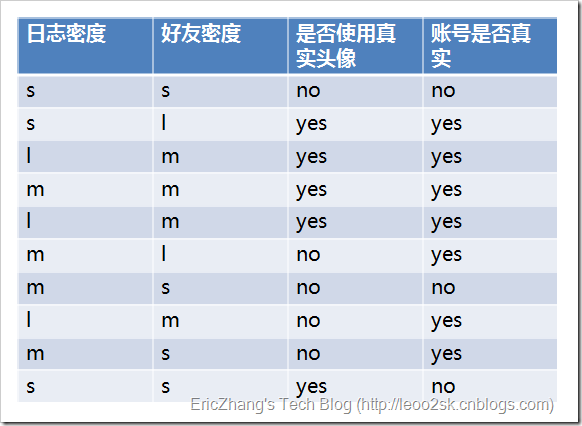 日志密度 好友密度 是否使用真实头像 账号是否真实
s s no no
s l yes yes
l m yes yes
m m yes yes
l m yes yes
m l no yes
m s no no
l m no yes
m s no yes
s s yes no
EricZhang's Tech Blog (http://leoo2sk.cnblogs.com)